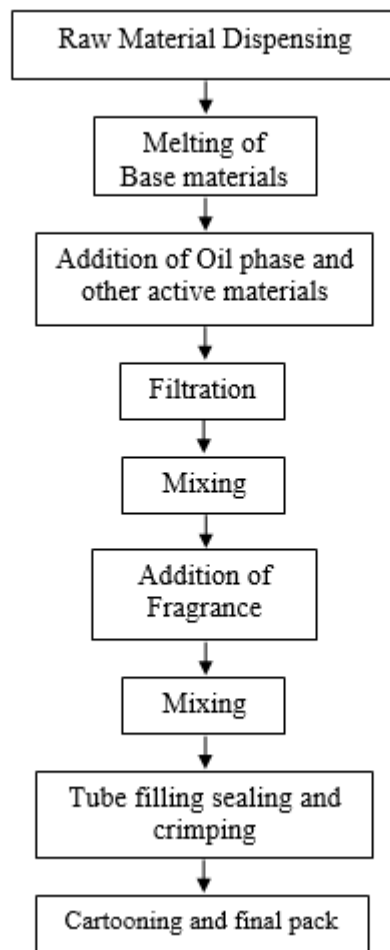 Raw Material Dispensing
Melting of
Base materials
Addition of Oil phase and
other active materials
Filtration
Mixing
Addition of
Fragrance
Mixing
Tube filling sealing and
crimping
Cartooning and final pack